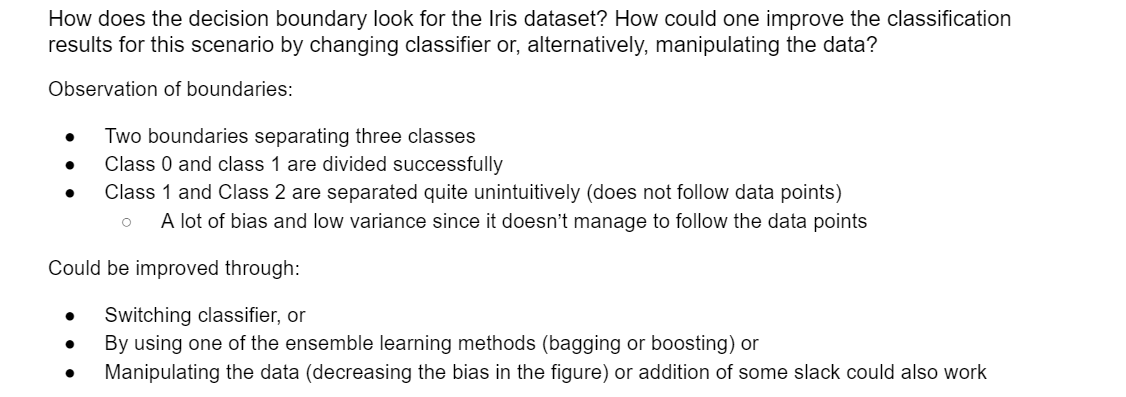 How does the decision boundary look for the Iris dataset? How could one improve the classification
results for this scenario by changing classifier or, alternatively, manipulating the data?
Observation of boundaries:
● Two boundaries separating three classes
● Class 0 and class 1 are divided successfully
● Class 1 and Class 2 are separated quite unintuitively (does not follow data points)
○ A lot of bias and low variance since it doesn’t manage to follow the data points
Could be improved through:
● Switching classifier, or
● By using one of the ensemble learning methods (bagging or boosting) or
● Manipulating the data (decreasing the bias in the figure) or addition of some slack could also work